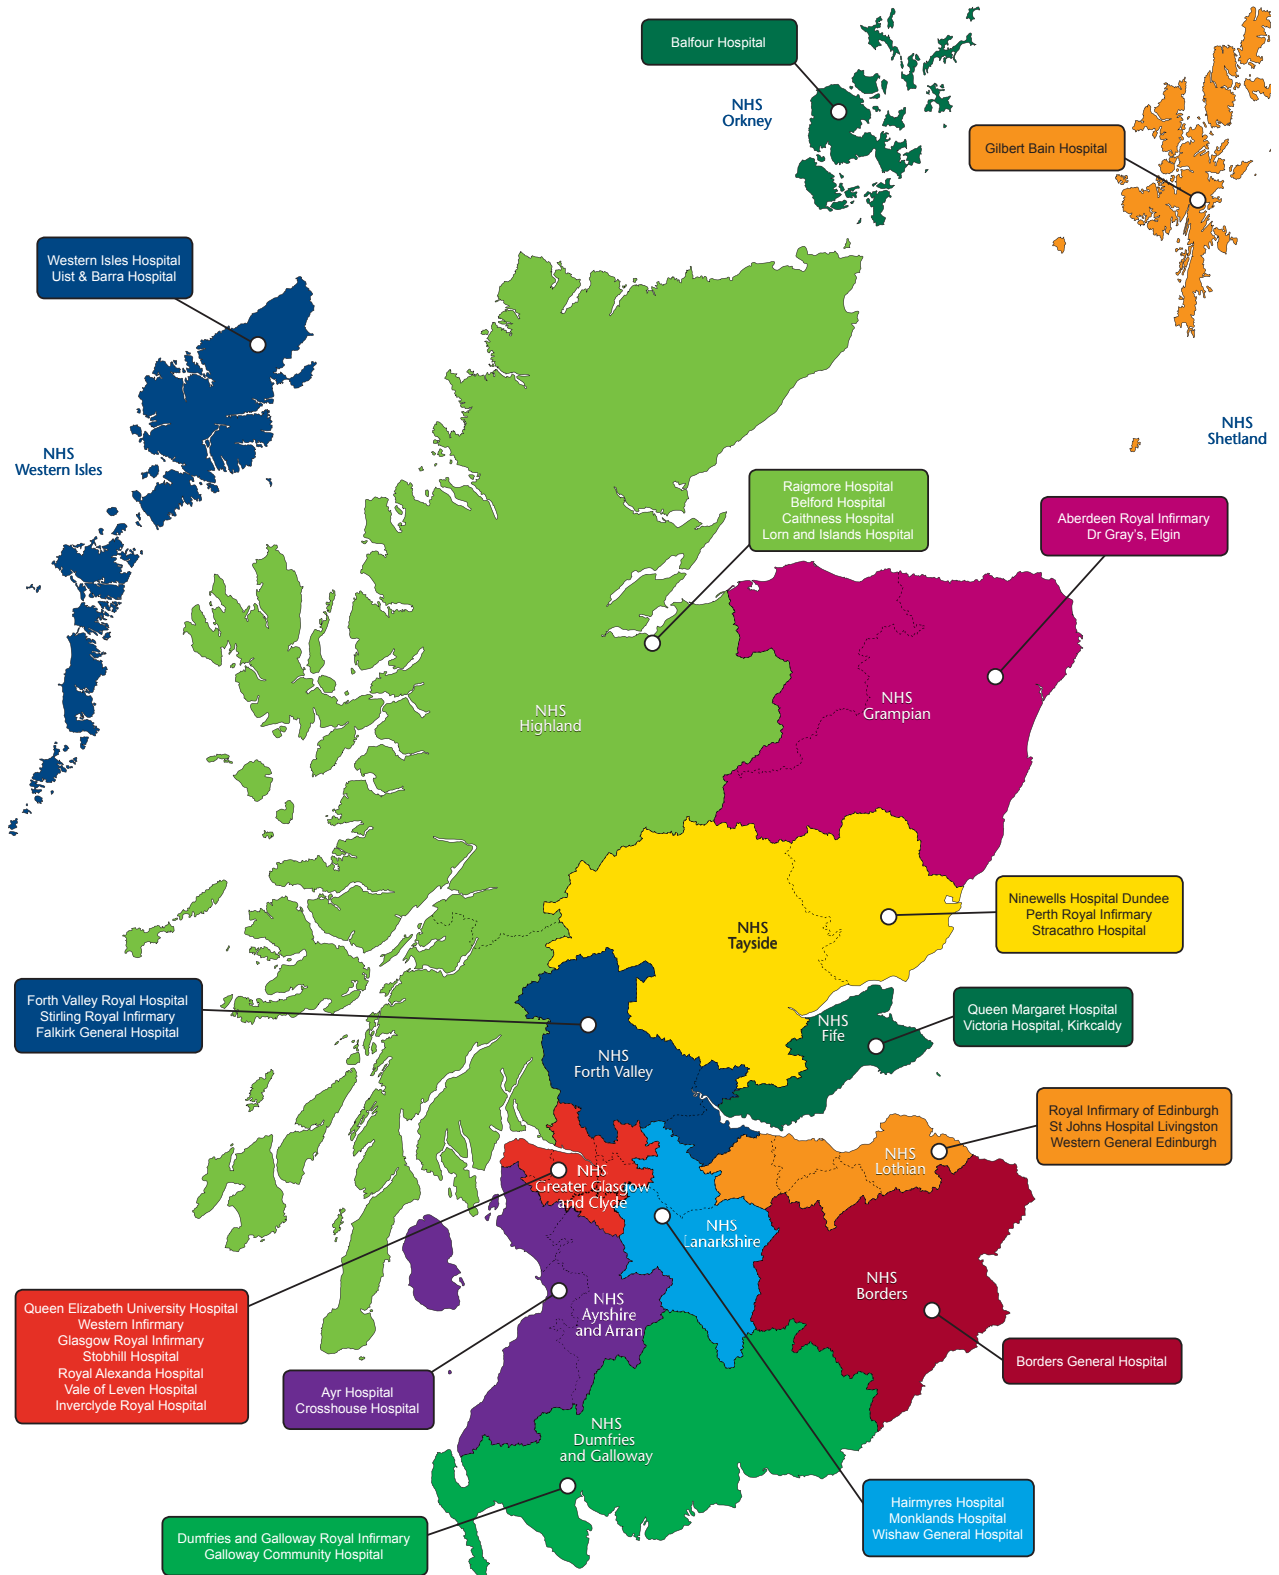 Balfour Hospital
NHS
Orkney
Gilbert Bain Hospital
Western Isles Hospital
Uist & Barra Hospital
NHS
Western Isles
NHS
Shetland
Raigmore Hospital
Belford Hospital
Caithness Hospital
Lorn and Islands Hospital
Aberdeen Royal Infirmary
Dr Gray's, Elgin
NHS
Highland
NHS
Grampian
Ninewells Hospital Dundee
Perth Royal Infirmary
Stracathro Hospital
NHS
Tayside
Forth Valley Royal Hospital
Stirling Royal Infirmary
Falkirk General Hospital
Queen Margaret Hospital
Victoria Hospital, Kirkcaldy
NHS
Fife
NHS
Forth Valley
Royal Infirmary of Edinburgh
St Johns Hospital Livingston
Western General Edinburgh
NHS
Lothian
NHS
Greater Glasgow
and Clyde
NHS
Lanarkshire
NHS
Borders
NHS
Ayrshire
and Arran
Queen Elizabeth University Hospital
Western Infirmary
Glasgow Royal Infirmary
Stobhill Hospital
Royal Alexanda Hospital
Vale of Leven Hospital
Inverclyde Royal Hospital
Ayr Hospital
Crosshouse Hospital
Borders General Hospital
NHS
Dumfries
and Galloway
Hairmyres Hospital
Monklands Hospital
Wishaw General Hospital
Dumfries and Galloway Royal Infirmary
Galloway Community Hospital